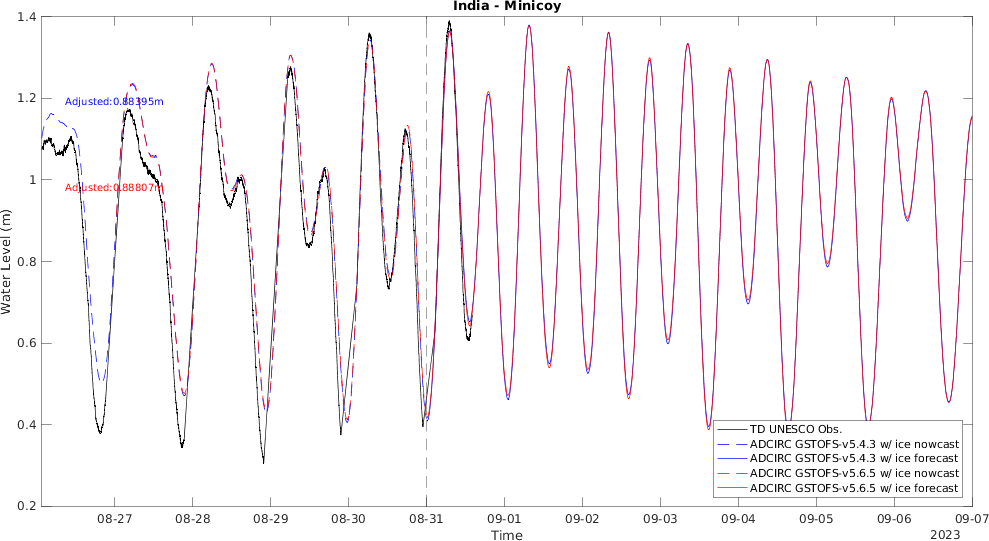 India - Minicoy
1.4
1.2
1
0.8
0.6
0.4
0.2
Water Level (m)
Adjusted:0.88395m
Adjusted:0.88807m
TD UNESCO Obs.
ADCIRC GSTOFS-v5.4.3 w/ ice nowcast
ADCIRC GSTOFS-v5.4.3 w/ ice forecast
ADCIRC GSTOFS-v5.6.5 w/ ice nowcast
ADCIRC GSTOFS-v5.6.5 w/ ice forecast
08-27 08-28 08-29 08-30 08-31 09-01 09-02 09-03 09-04 09-05 09-06 09-07
Time
2023